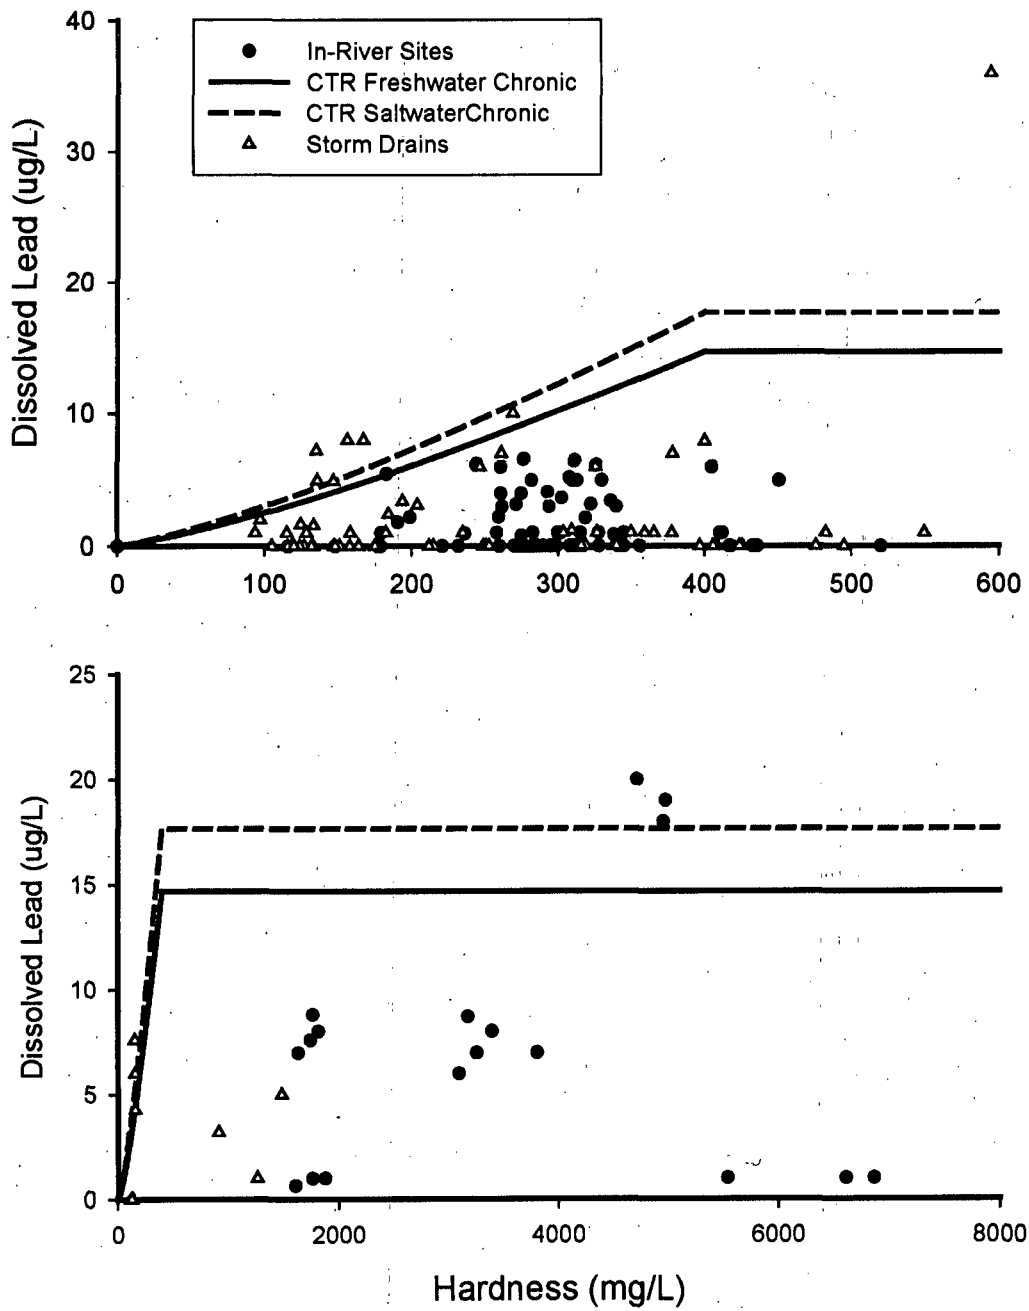 40
In-River Sites
CTR Freshwater Chronic
CTR SaltwaterChronic
Storm Drains
30
20
10
0
Dissolved Lead (ug/L)
0 100 200 300 400 500 600
25
20
15
10
5
0
Dissolved Lead (ug/L)
0 2000 4000 6000 8000
Hardness (mg/L)